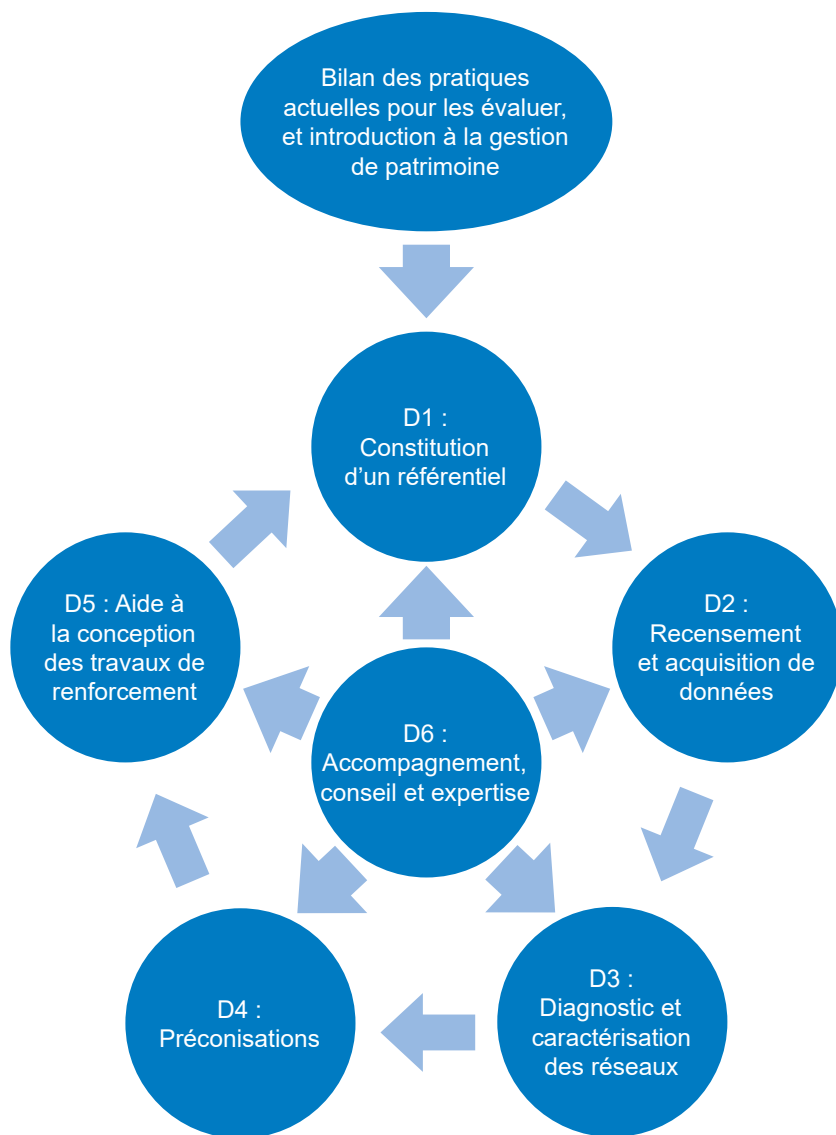 Bilan des pratiques
actuelles pour les évaluer,
et introduction à la gestion
de patrimoine
D1 :
Constitution
d’un référentiel
D2 :
Recensement
et acquisition de
données
D3 :
Diagnostic et
caractérisation
des réseaux
D4 :
Préconisations
D5 : Aide à
la conception
des travaux de
renforcement
D6 :
Accompagnement,
conseil et expertise